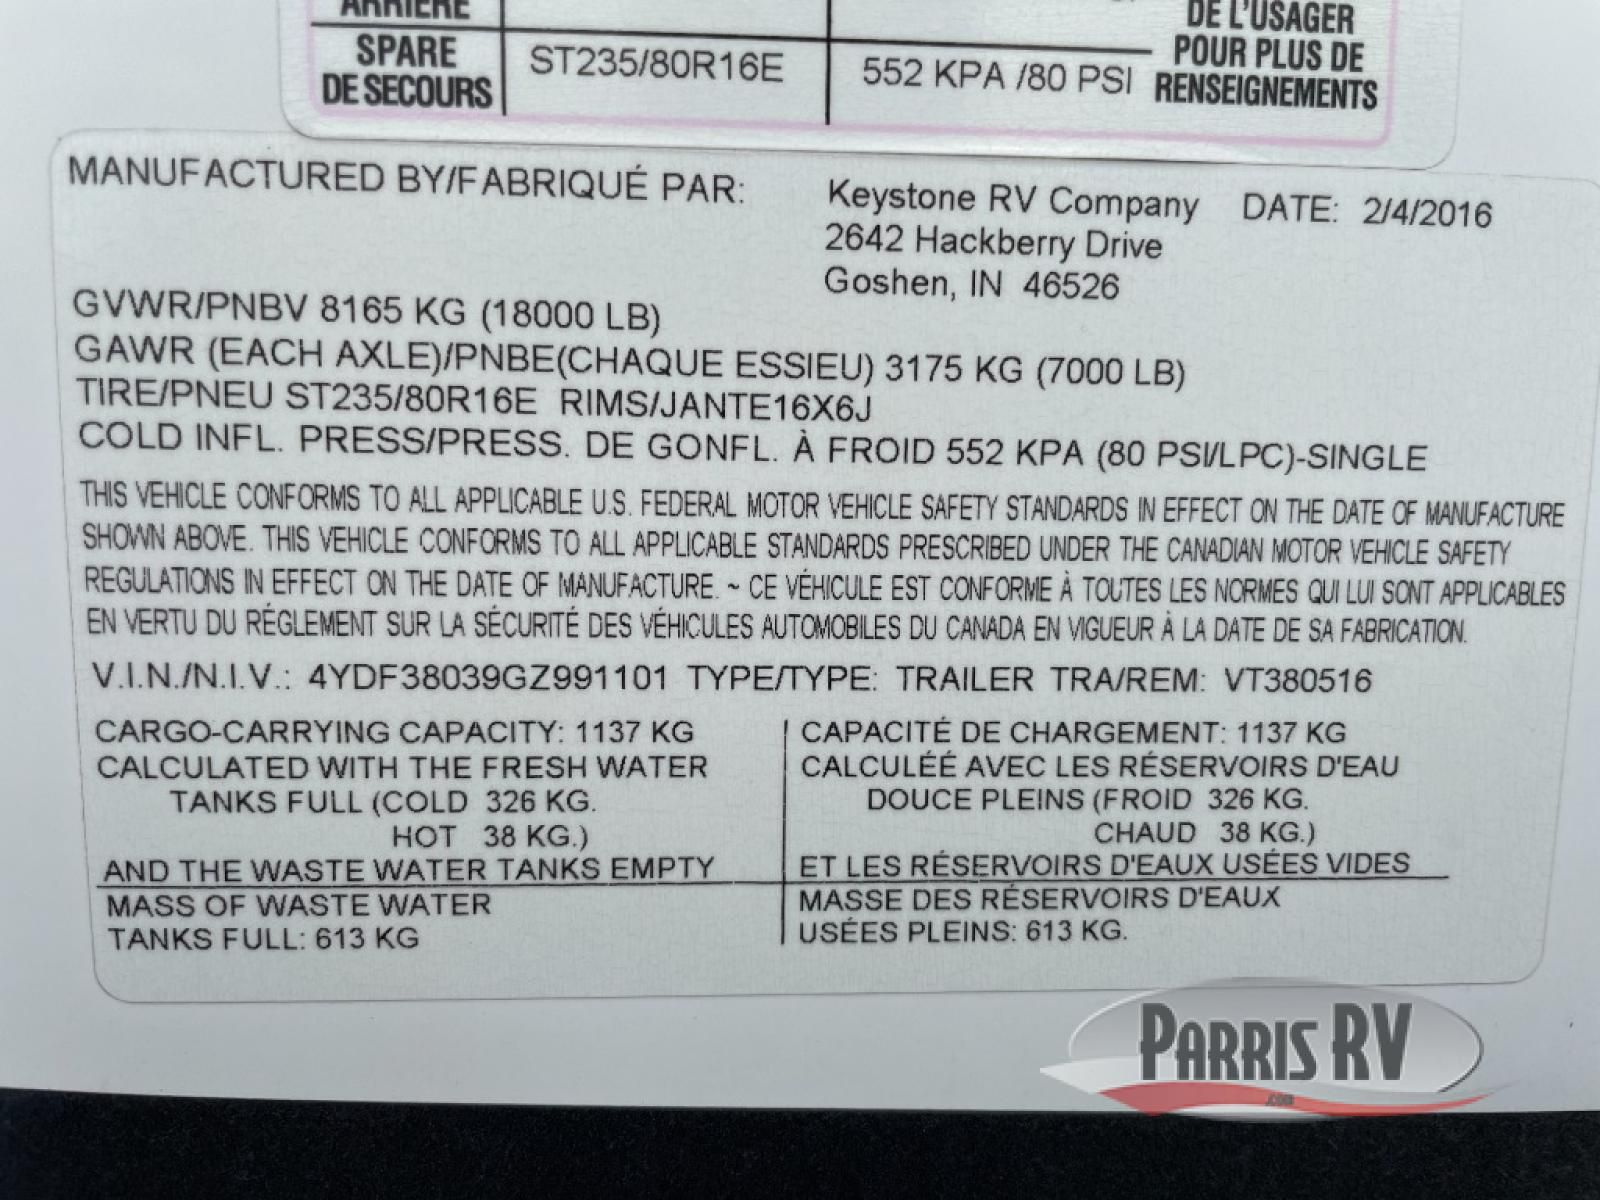 ARRIÈRE
SPARE
DE SECOURS
ST235/80R16E
552 KPA /80 PSI
DE L'USAGER
POUR PLUS DE
RENSEIGNEMENTS
MANUFACTURED BY/FABRIQUÉ PAR:
Keystone RV Company DATE: 2/4/2016
2642 Hackberry Drive
Goshen, IN 46526
GVWR/PNBV 8165 KG (18000 LB)
GAWR (EACH AXLE)/PNBE(CHAQUE ESSIEU) 3175 KG (7000 LB)
TIRE/PNEU ST235/80R16E RIMS/JANTE16X6J
COLD INFL. PRESS/PRESS. DE GONFL. À FROID 552 KPA (80 PSI/LPC)-SINGLE
THIS VEHICLE CONFORMS TO ALL APPLICABLE U.S. FEDERAL MOTOR VEHICLE SAFETY STANDARDS IN EFFECT ON THE DATE OF MANUFACTURE
SHOWN ABOVE. THIS VEHICLE CONFORMS TO ALL APPLICABLE STANDARDS PRESCRIBED UNDER THE CANADIAN MOTOR VEHICLE SAFETY
REGULATIONS IN EFFECT ON THE DATE OF MANUFACTURE. ~ CE VÉHICULE EST CONFORME À TOUTES LES NORMES QUI LUI SONT APPLICABLES
EN VERTU DU RÉGLEMENT SUR LA SÉCURITÉ DES VÉHICULES AUTOMOBILES DU CANADA EN VIGUEUR À LA DATE DE SA FABRICATION.
V.I.N./N.I.V.: 4YDF38039GZ991101 TYPE/TYPE: TRAILER TRA/REM: VT380516
CARGO-CARRYING CAPACITY: 1137 KG
CALCULATED WITH THE FRESH WATER
TANKS FULL (COLD 326 KG.
HOT 38 KG.)
AND THE WASTE WATER TANKS EMPTY
MASS OF WASTE WATER
TANKS FULL: 613 KG
CAPACITÉ DE CHARGEMENT: 1137 KG
CALCULÉE AVEC LES RÉSERVOIRS D'EAU
DOUCE PLEINS (FROID 326 KG.
CHAUD 38 KG.)
ET LES RÉSERVOIRS D'EAUX USÉES VIDES
MASSE DES RÉSERVOIRS D'EAUX
USÉES PLEINS: 613 KG.
PARRIS RV
.com